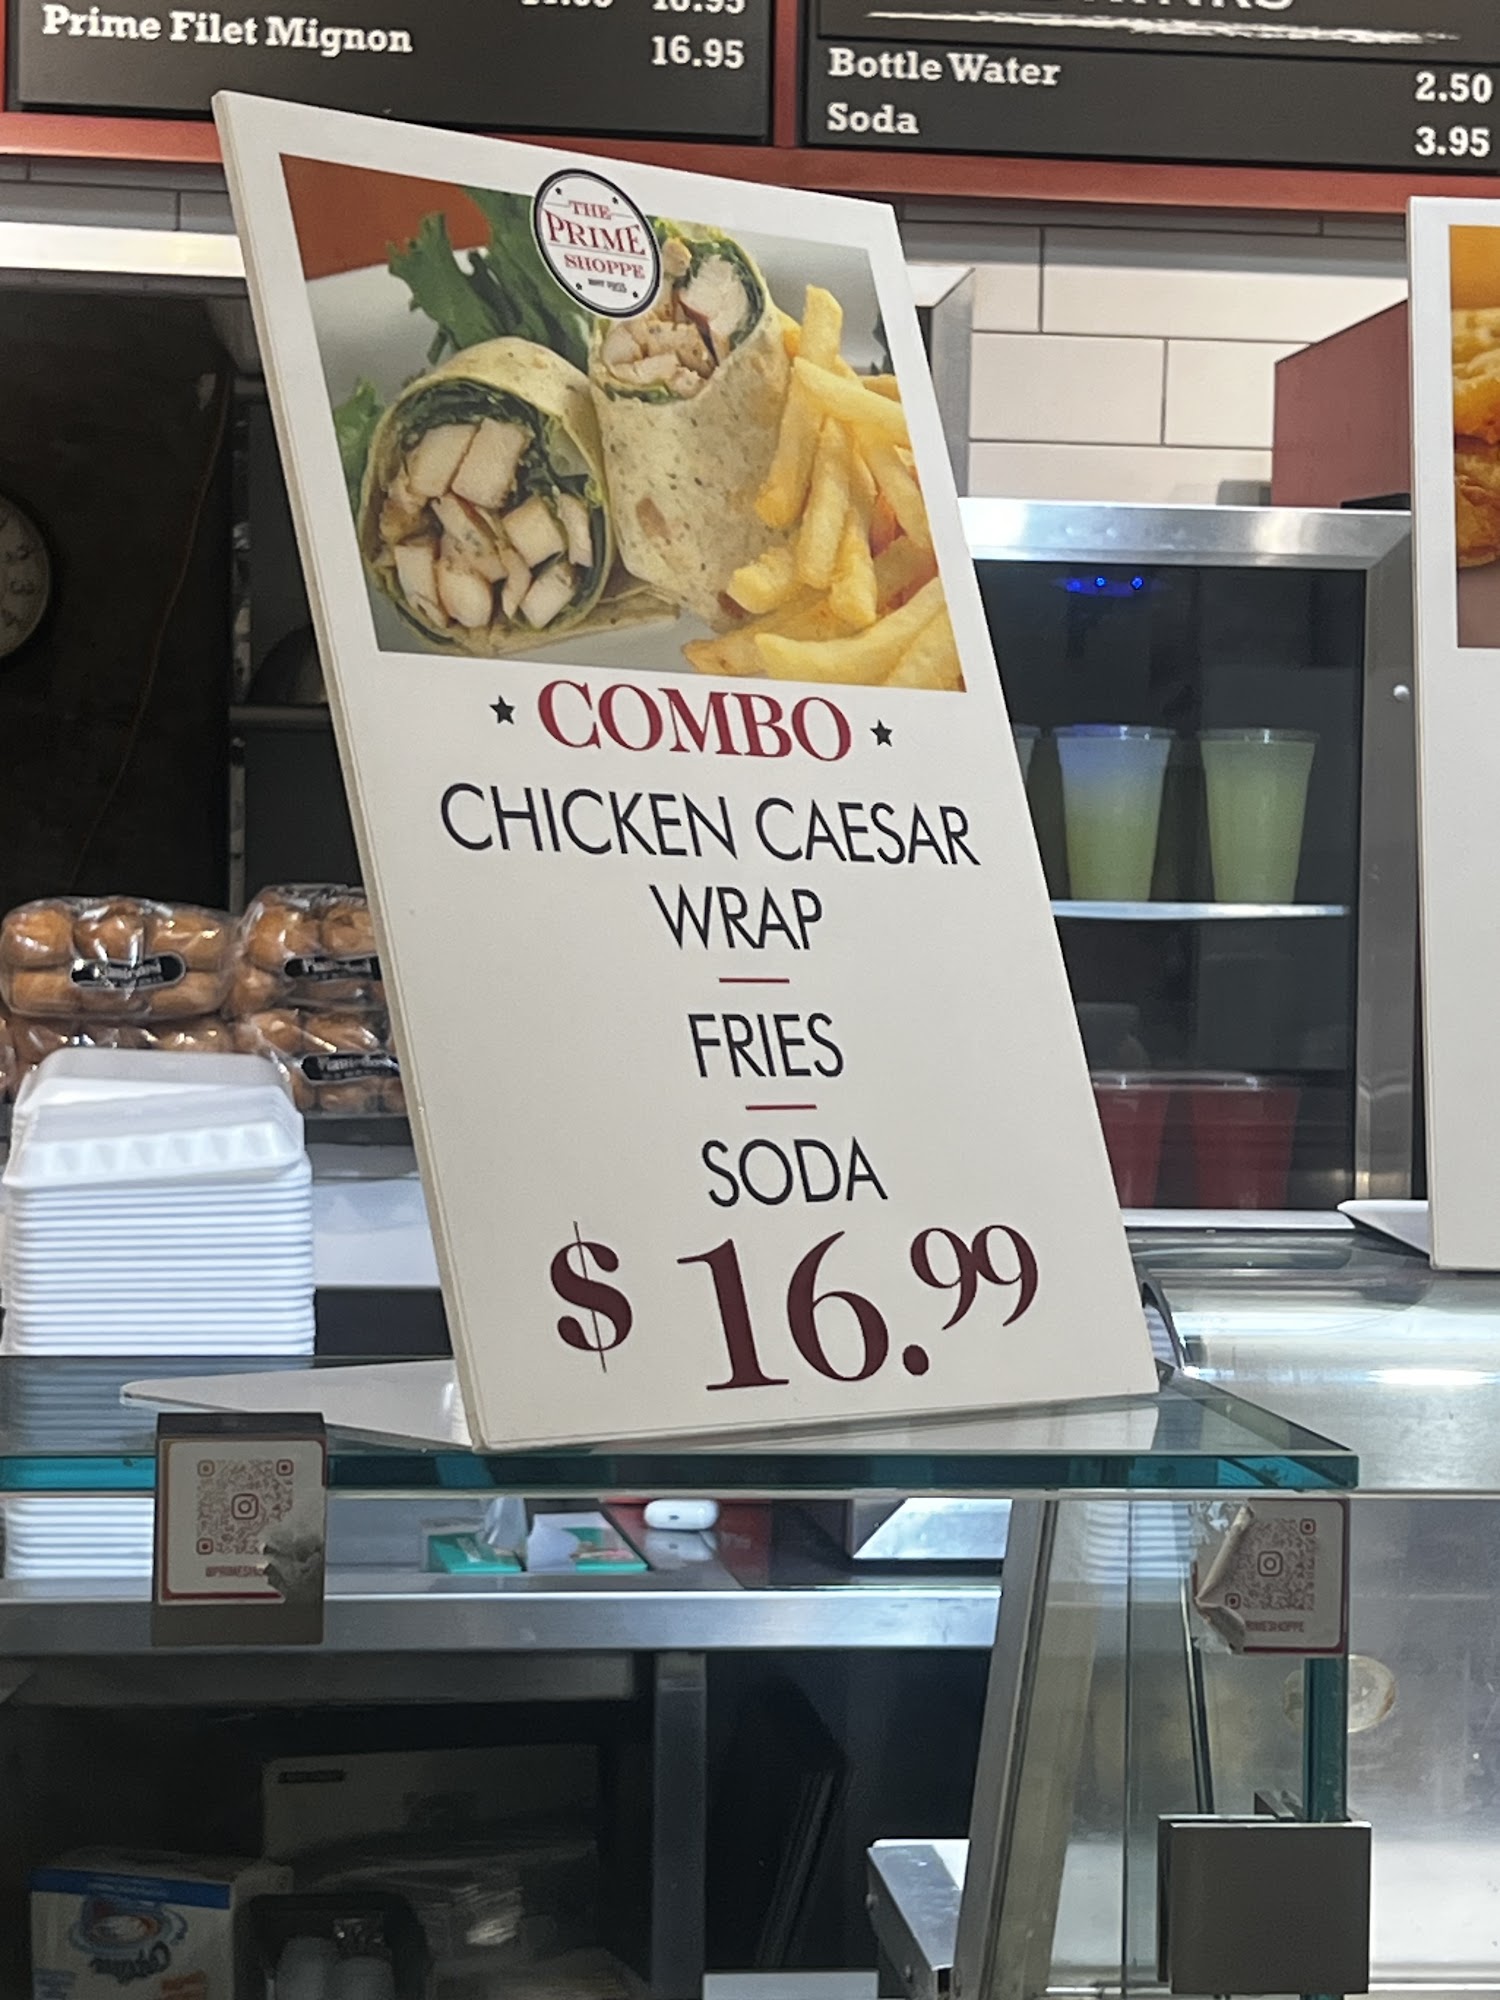 Prime Filet Mignon 16.95
Bottle Water 2.50
Soda 3.95
THE
PRIME
SHOPPE
COMBO
CHICKEN CAESAR
WRAP
FRIES
SODA
$16.99